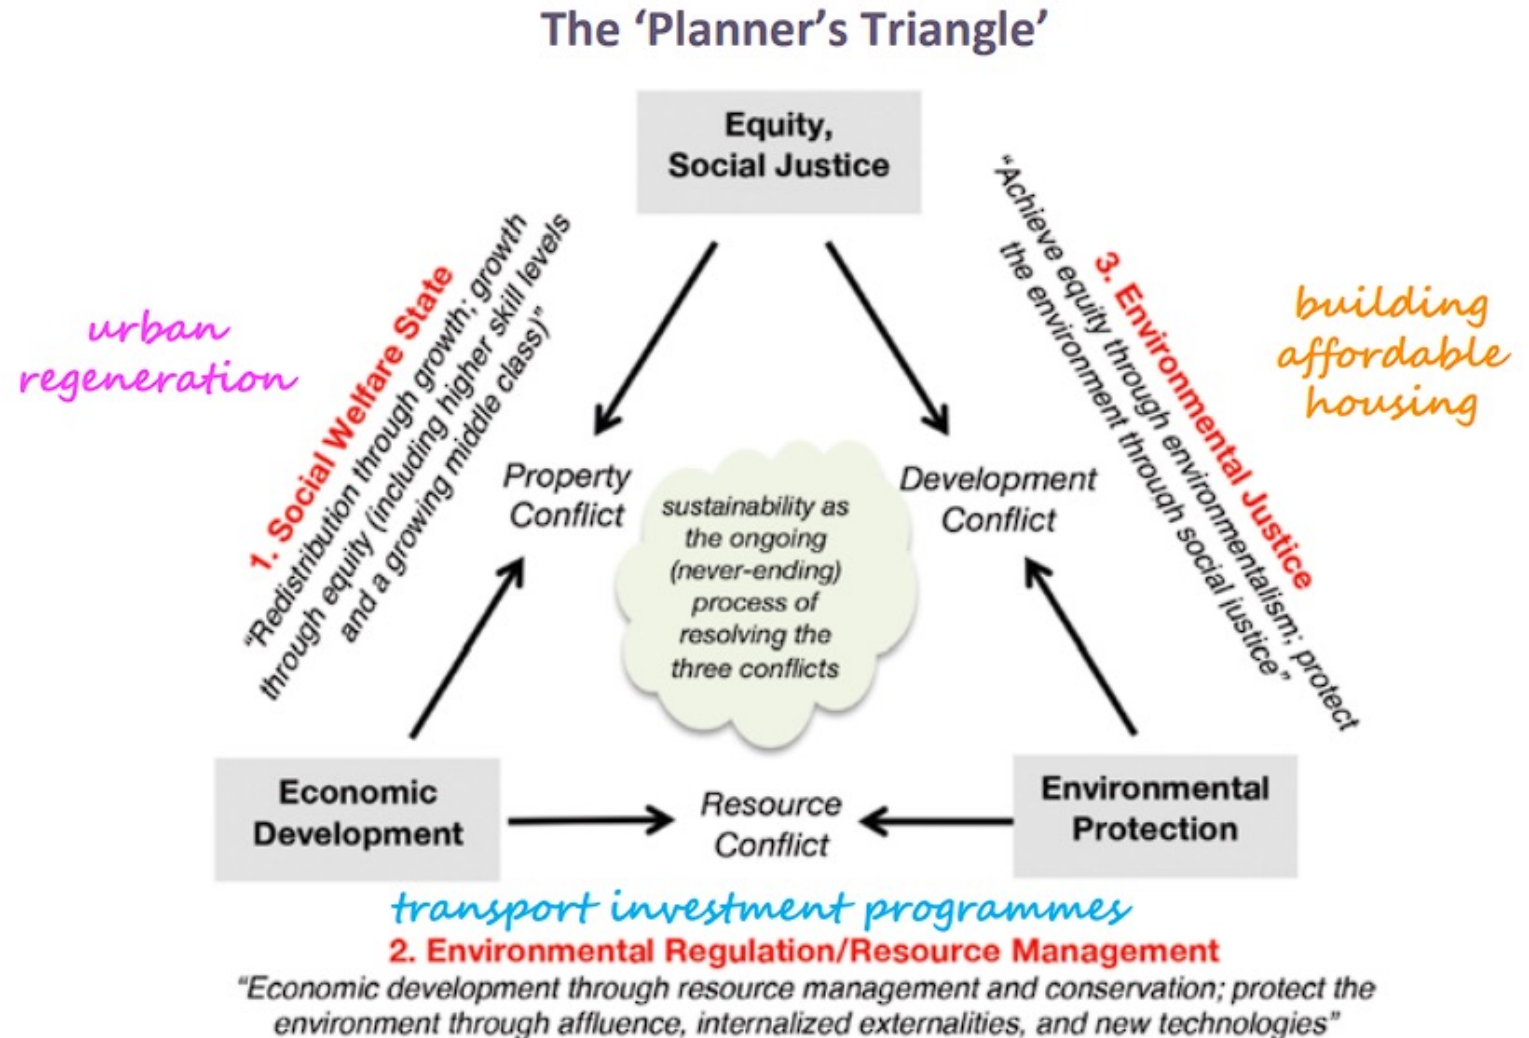 The ‘Planner’s Triangle’
Equity,
Social Justice
urban
regeneration
1. Social Welfare State
“Redistribution through growth; growth
through equity (including higher skill levels
and a growing middle class)”
“Achieve equity through environmentalism; protect
the environment through social justice”
3. Environmental Justice
building
affordable
housing
Property
Conflict
sustainability as
the ongoing
(never-ending)
process of
resolving the
three conflicts
Development
Conflict
Economic
Development
Resource
Conflict
Environmental
Protection
transport investment programmes
2. Environmental Regulation/Resource Management
“Economic development through resource management and conservation; protect the
environment through affluence, internalized externalities, and new technologies”